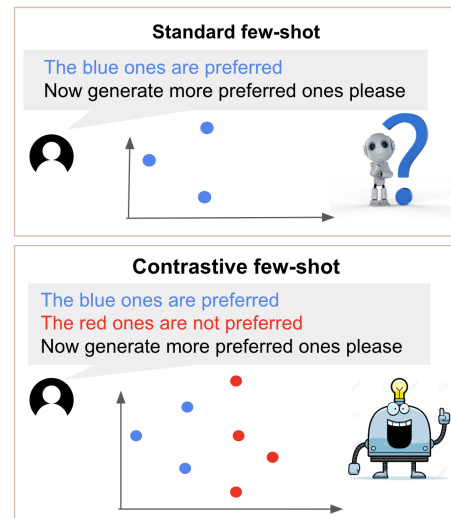 Standard few-shot
The blue ones are preferred
Now generate more preferred ones please
Contrastive few-shot
The blue ones are preferred
The red ones are not preferred
Now generate more preferred ones please